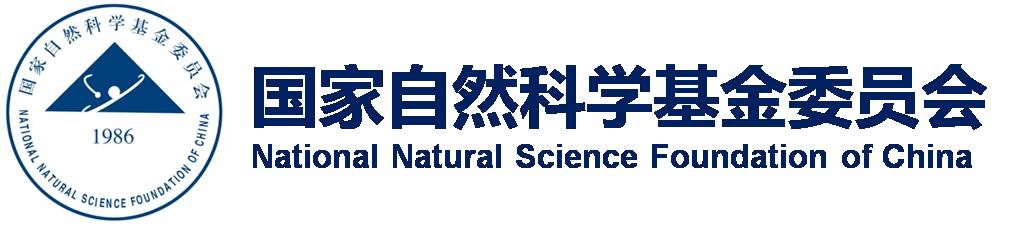 国家自然科学基金委员会
1986
NATIONAL NATURAL SCIENCE FOUNDATION OF CHINA
国家自然科学基金委员会
National Natural Science Foundation of China